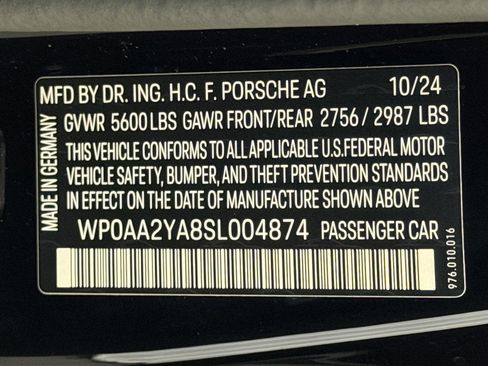 MADE IN GERMANY
MFD BY DR. ING. H.C. F. PORSCHE AG 10/24
GVWR 5600 LBS GAWR FRONT/REAR 2756 / 2987 LBS
THIS VEHICLE CONFORMS TO ALL APPLICABLE U.S. FEDERAL MOTOR
VEHICLE SAFETY, BUMPER, AND THEFT PREVENTION STANDARDS
IN EFFECT ON THE DATE OF MANUFACTURE SHOWN ABOVE.
WP0AA2YA8SL004874 PASSENGER CAR
976.010.016